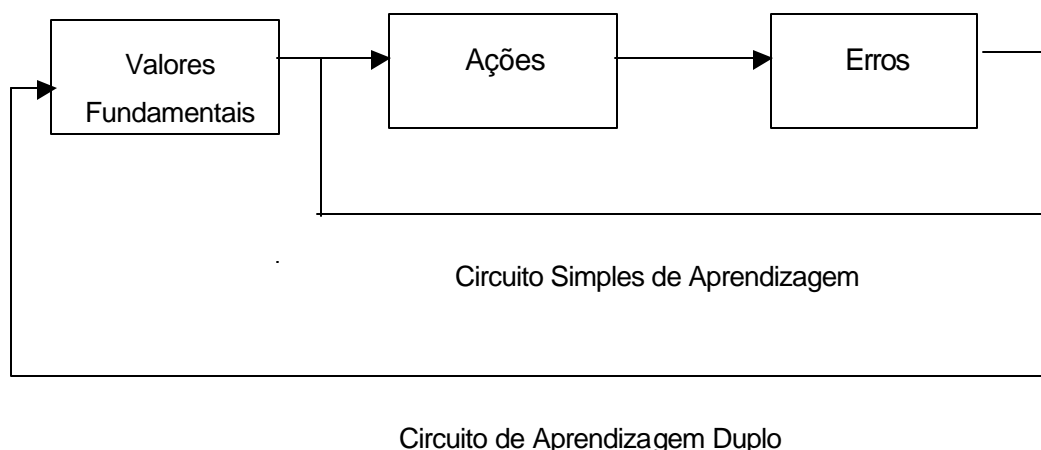 Valores
Fundamentais
Ações
Erros
Circuito Simples de Aprendizagem
Circuito de Aprendizagem Duplo